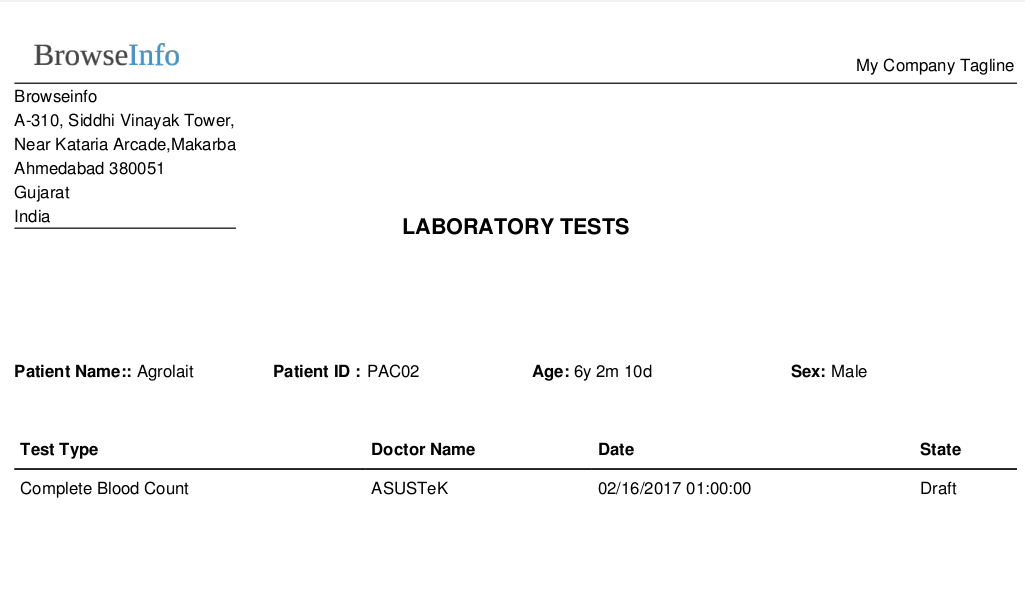 BrowseInfo
My Company Tagline
Browseinfo
A-310, Siddhi Vinayak Tower,
Near Kataria Arcade,Makarba
Ahmedabad 380051
Gujarat
India
LABORATORY TESTS
Patient Name:: Agrolait Patient ID : PAC02 Age: 6y 2m 10d Sex: Male
Test Type Doctor Name Date State
Complete Blood Count ASUSTeK 02/16/2017 01:00:00 Draft